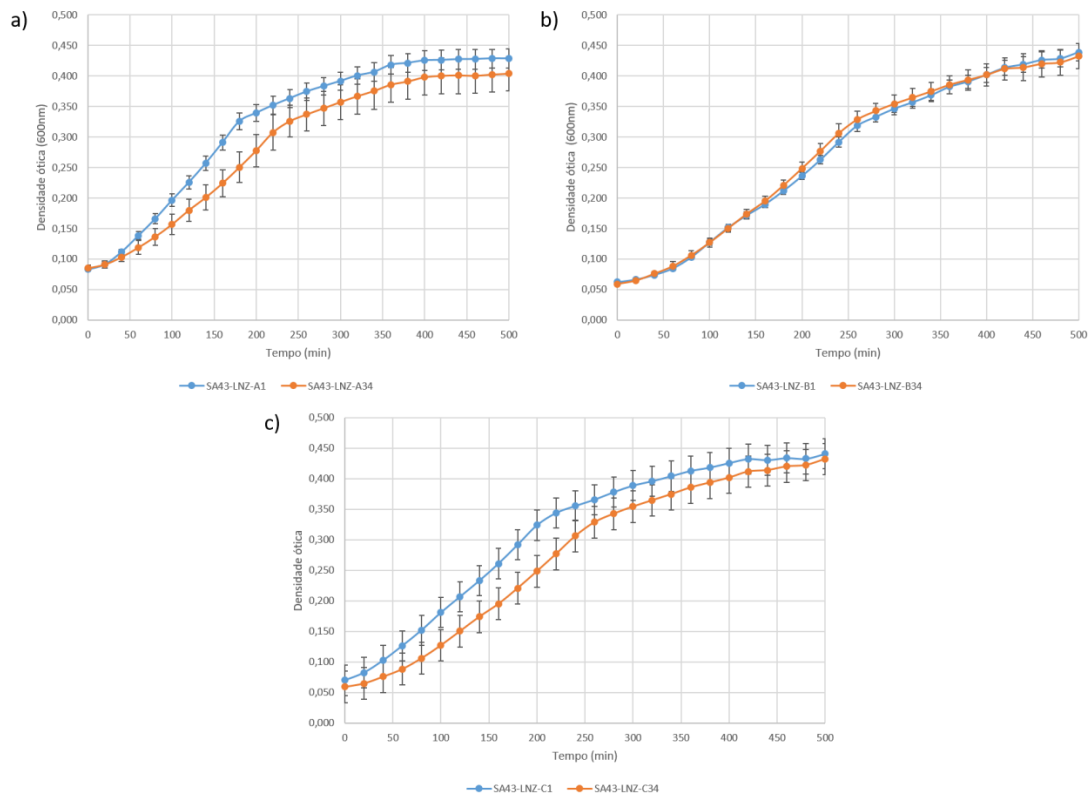 a)
0,500
0,450
0,400
0,350
0,300
0,250
0,200
0,150
0,100
0,050
0,000
Densidade ótica (600nm)
0 50 100 150 200 250 300 350 400 450 500
Tempo (min)
SA43-LNZ-A1 SA43-LNZ-A34
b)
0,500
0,450
0,400
0,350
0,300
0,250
0,200
0,150
0,100
0,050
0,000
Densidade ótica (600nm)
0 50 100 150 200 250 300 350 400 450 500
Tempo (min)
SA43-LNZ-B1 SA43-LNZ-B34
c)
0,500
0,450
0,400
0,350
0,300
0,250
0,200
0,150
0,100
0,050
0,000
Densidade ótica
0 50 100 150 200 250 300 350 400 450 500
Tempo (min)
SA43-LNZ-C1 SA43-LNZ-C34